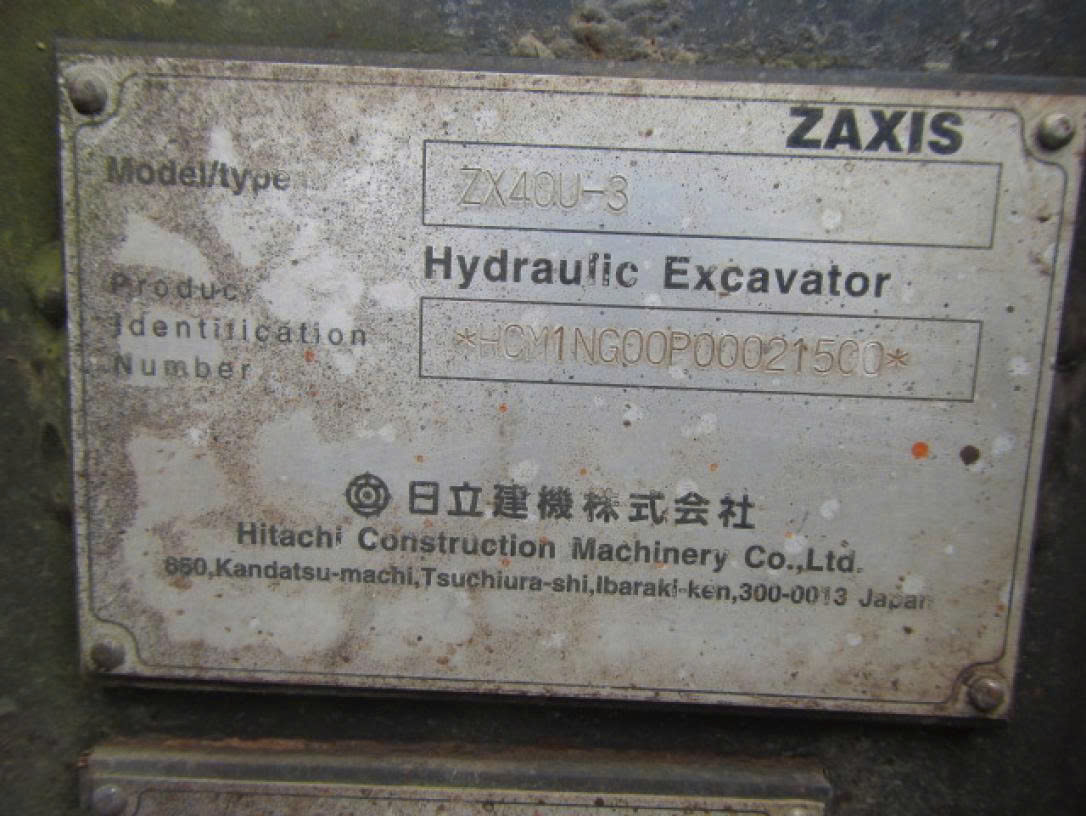 ZAXIS
Model/type ZX40U-3
Hydraulic Excavator
Product
Identification
Number
*HCM1NG00P00021500*
日立建機株式会社
Hitachi Construction Machinery Co.,Ltd.
650,Kandatsu-machi,Tsuchiura-shi,Ibaraki-ken,300-0013 Japan